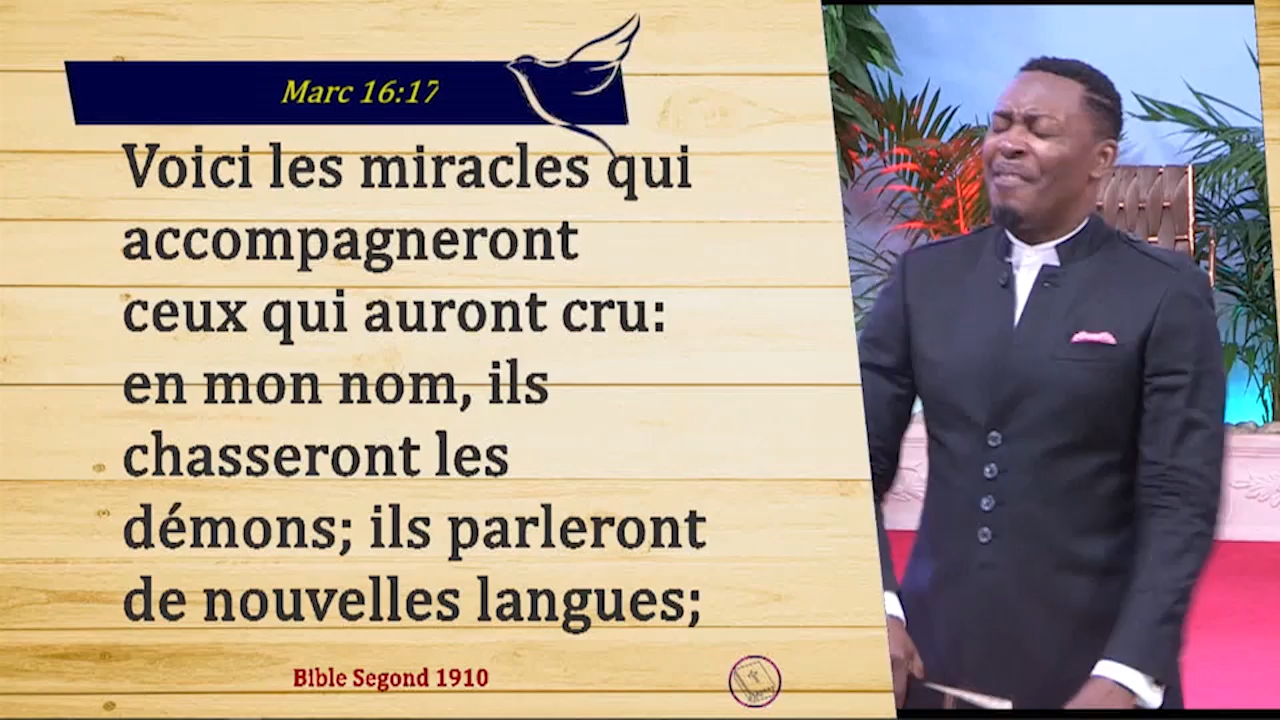 Marc 16:17
Voici les miracles qui
accompagneront
ceux qui auront cru:
en mon nom, ils
chasseront les
démons; ils parleront
de nouvelles langues;
Bible Segond 1910